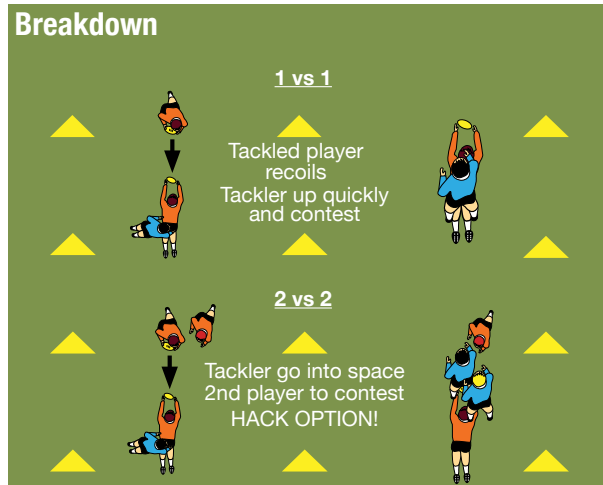 Breakdown
1 vs 1
Tackled player
recoils
Tackler up quickly
and contest
2 vs 2
Tackler go into space
2nd player to contest
HACK OPTION!